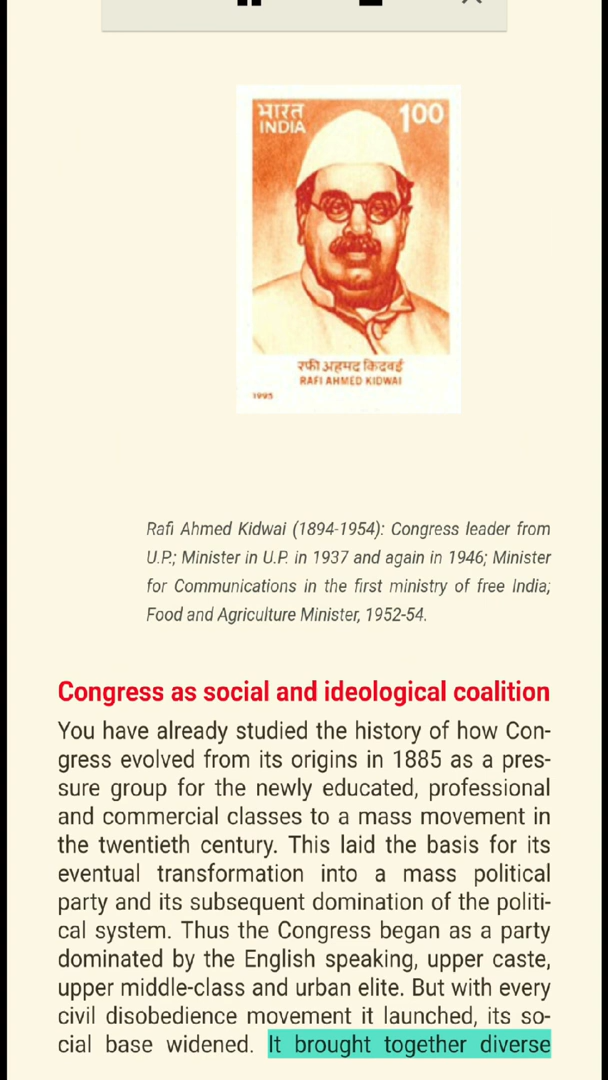 भारत
INDIA
100
रफी अहमद किदवई
RAFI AHMED KIDWAI
1995
Rafi Ahmed Kidwai (1894-1954): Congress leader from
U.P.; Minister in U.P. in 1937 and again in 1946; Minister
for Communications in the first ministry of free India;
Food and Agriculture Minister, 1952-54.
Congress as social and ideological coalition
You have already studied the history of how Con-
gress evolved from its origins in 1885 as a pres-
sure group for the newly educated, professional
and commercial classes to a mass movement in
the twentieth century. This laid the basis for its
eventual transformation into a mass political
party and its subsequent domination of the politi-
cal system. Thus the Congress began as a party
dominated by the English speaking, upper caste,
upper middle-class and urban elite. But with every
civil disobedience movement it launched, its so-
cial base widened. It brought together diverse